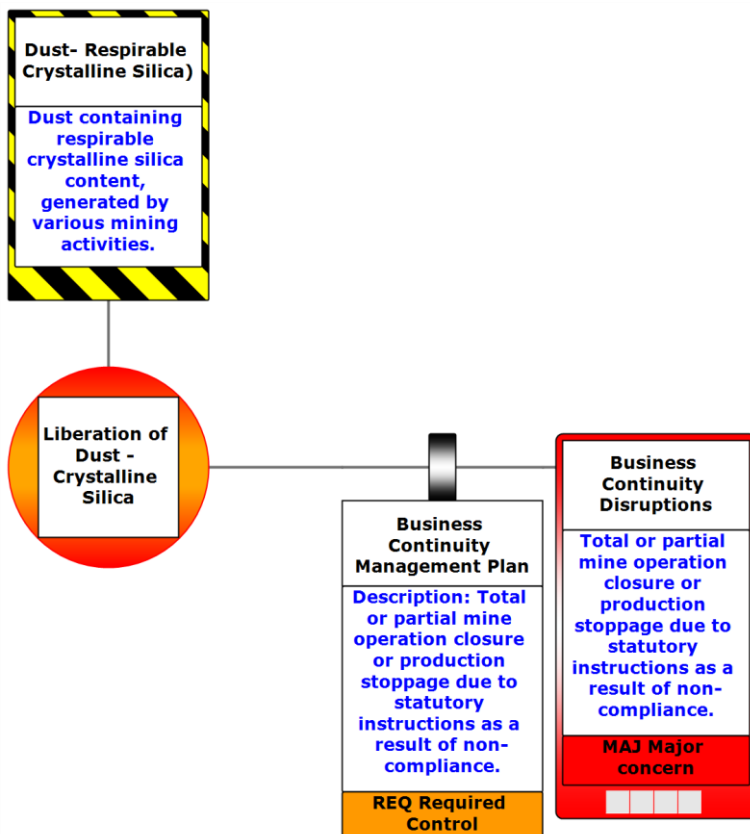 Dust- Respirable
Crystalline Silica)
Dust containing
respirable
crystalline silica
content,
generated by
various mining
activities.
Liberation of
Dust -
Crystalline
Silica
Business
Continuity
Management Plan
Description: Total
or partial mine
operation closure
or production
stoppage due to
statutory
instructions as a
result of non-
compliance.
REQ Required
Control
Business
Continuity
Disruptions
Total or partial
mine operation
closure or
production
stoppage due to
statutory
instructions as a
result of non-
compliance.
MAJ Major
concern